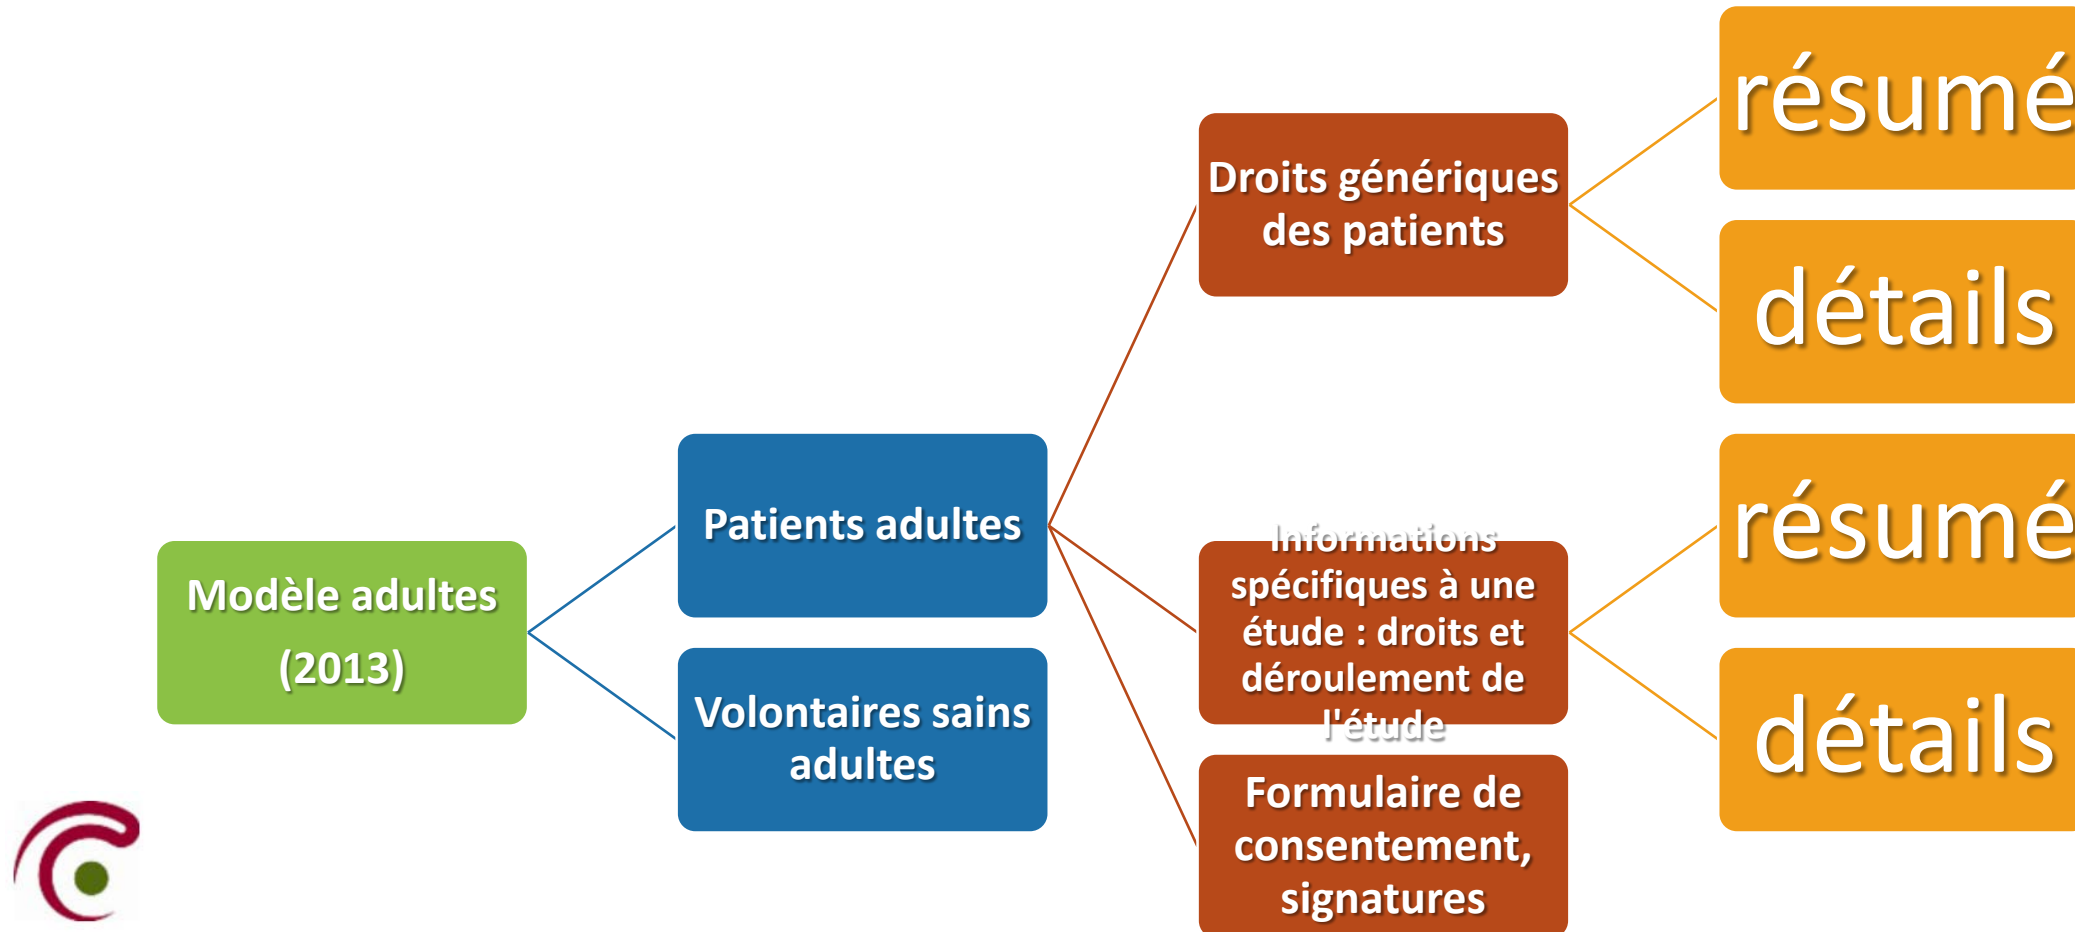 Modèle adultes
(2013)
Patients adultes
Volontaires sains
adultes
Droits génériques
des patients
Informations
spécifiques à une
étude : droits et
déroulement de
l'étude
Formulaire de
consentement,
signatures
résumé
détails
résumé
détails